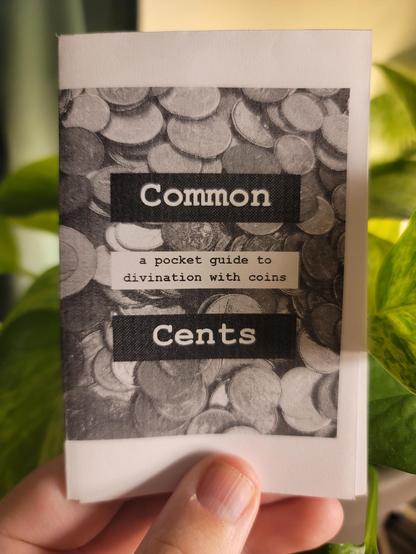 Common
a pocket guide to
divination with coins
Cents